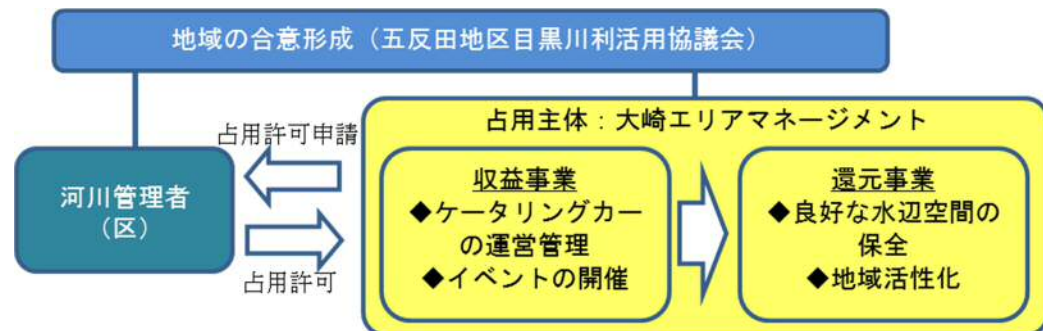 地域の合意形成（五反田地区目黒川利活用協議会）
占用主体：大崎エリアマネージメント
占用許可申請
河川管理者
（区）
占用許可
収益事業
◆ケータリングカー
の運営管理
◆イベントの開催
還元事業
◆良好な水辺空間の
保全
◆地域活性化